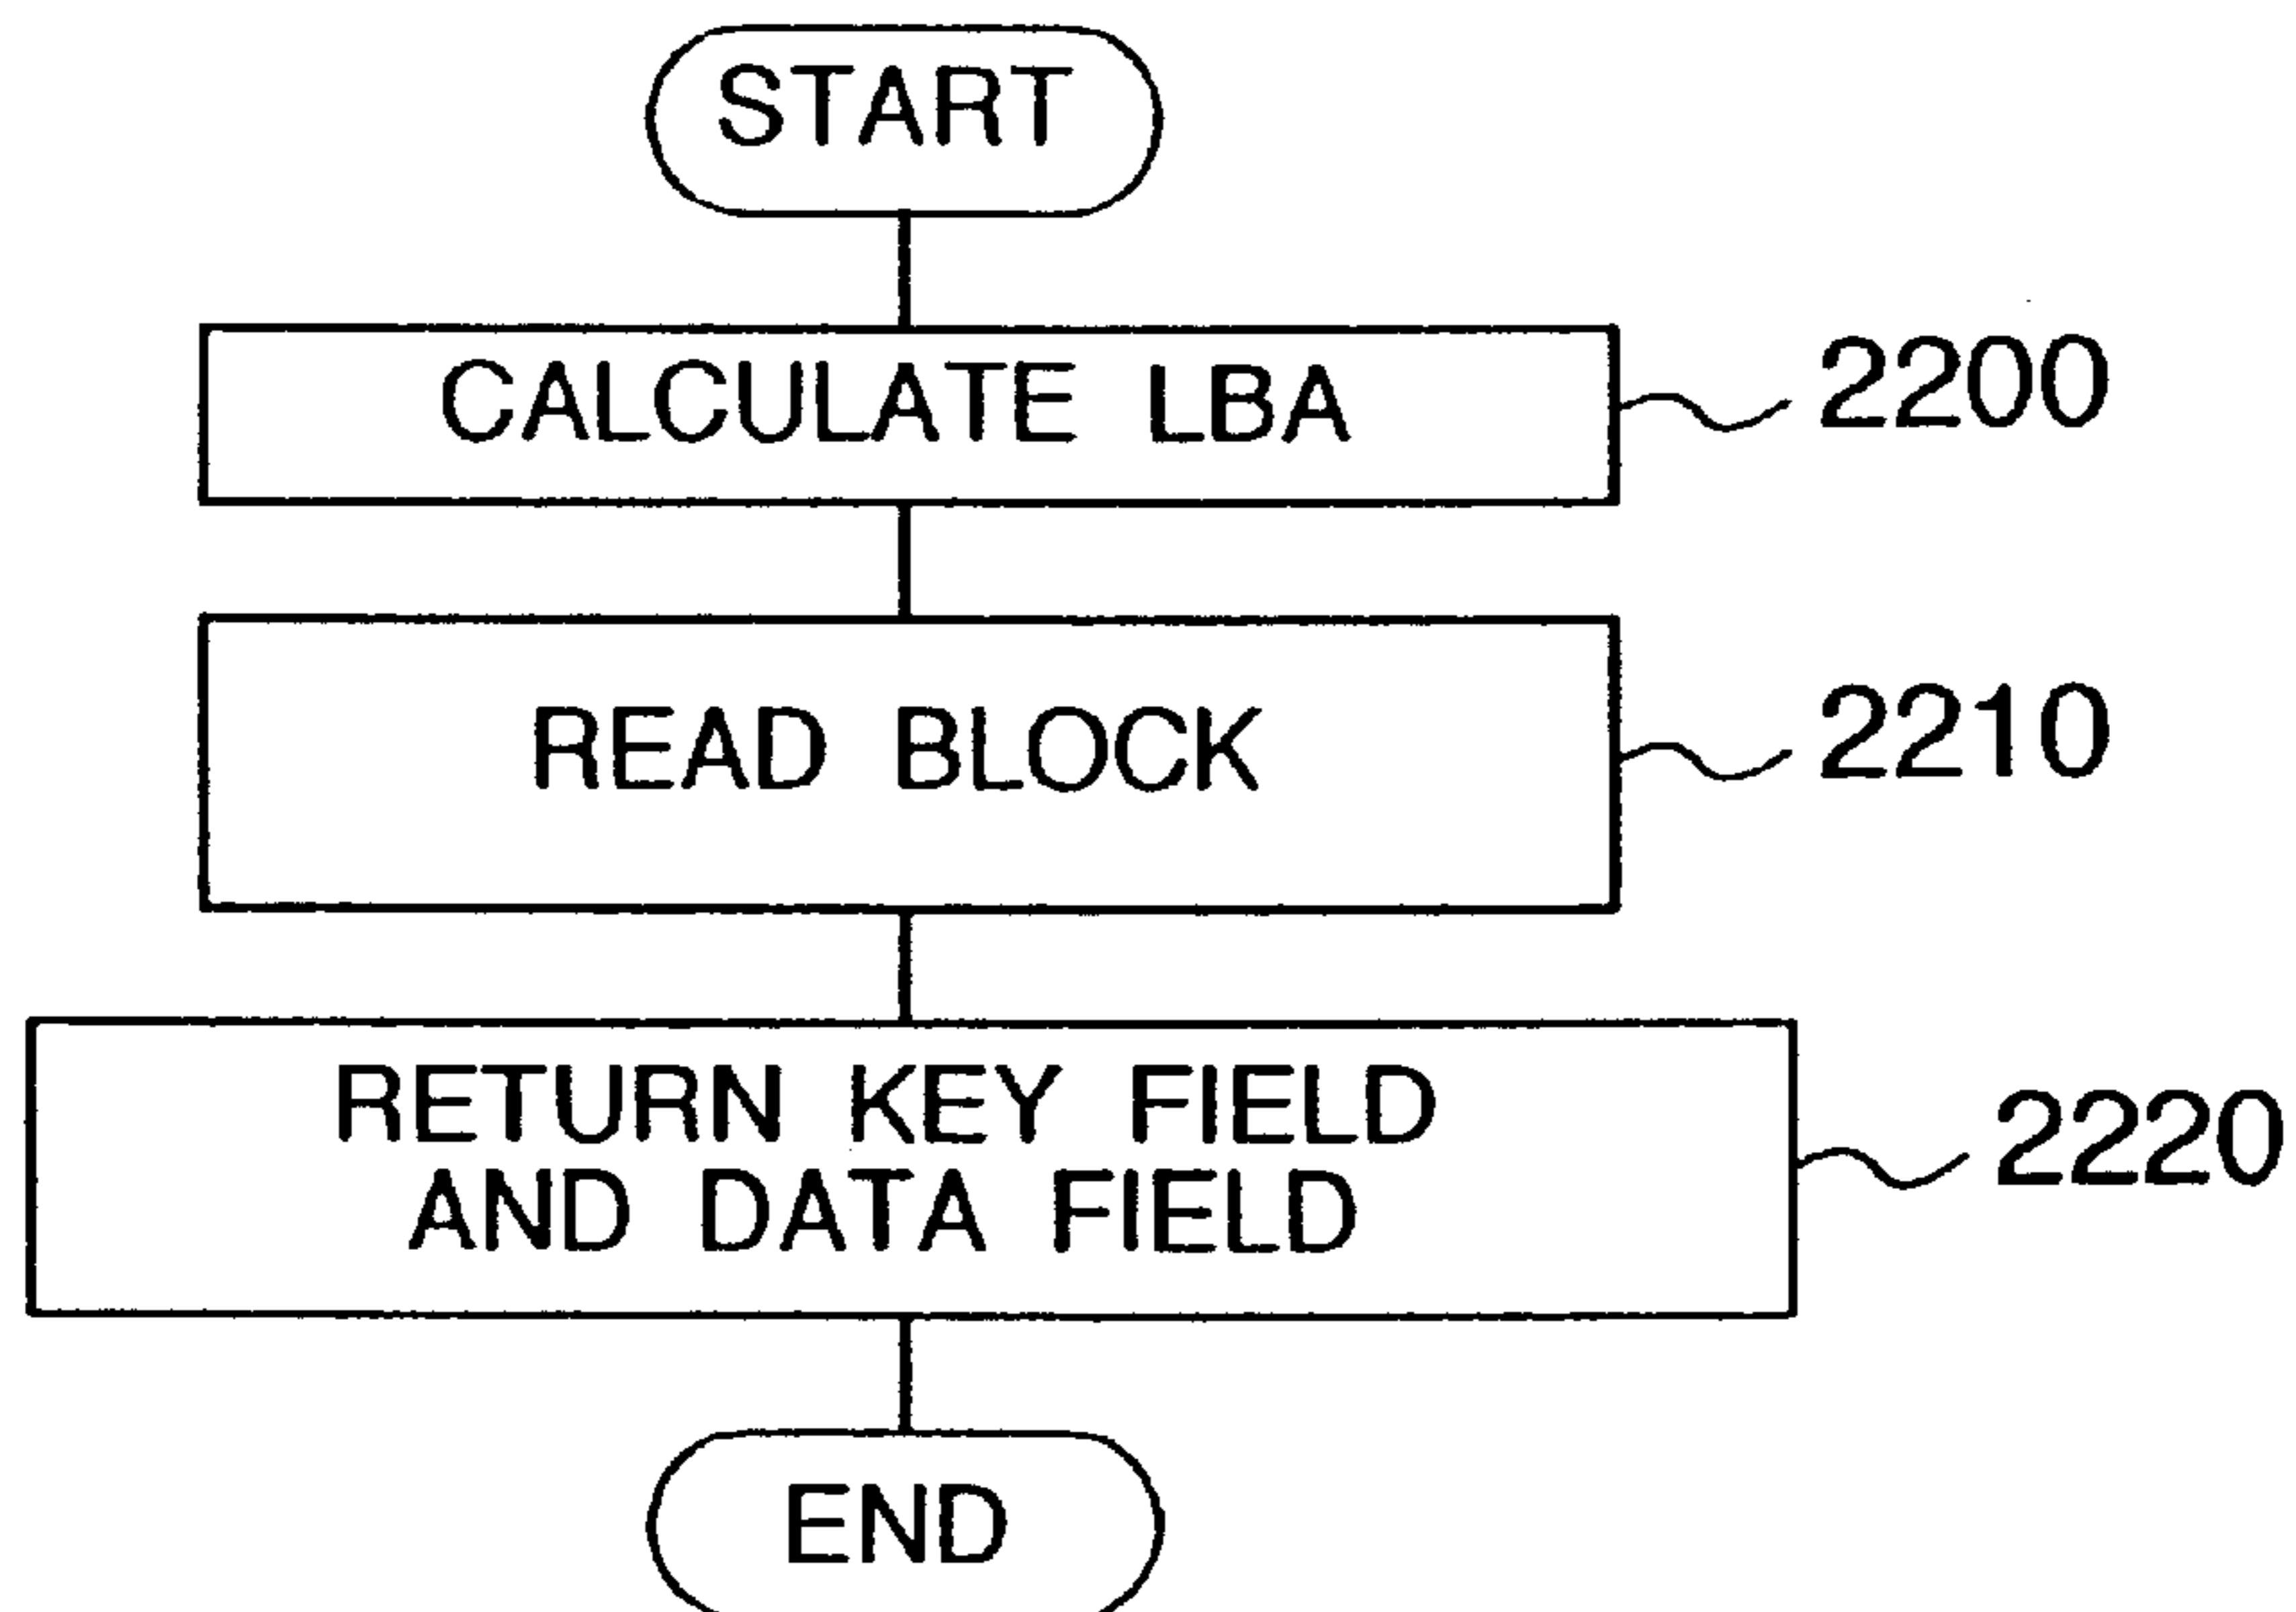 START
CALCULATE LBA
2200
READ BLOCK
2210
RETURN KEY FIELD
AND DATA FIELD
2220
END